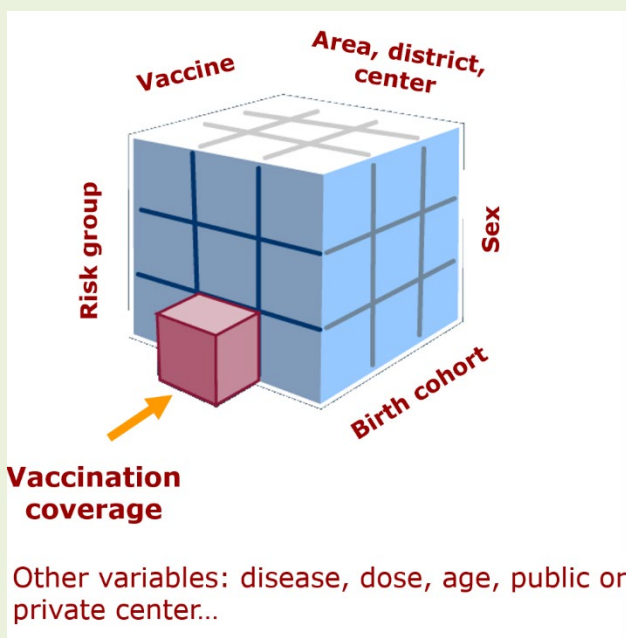 Vaccine
Area, district,
center
Risk group
Sex
Birth cohort
Vaccination
coverage
Other variables: disease, dose, age, public or
private center…